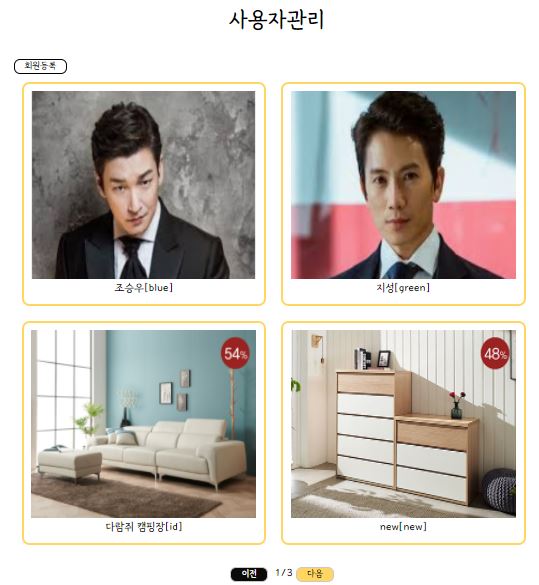 사용자관리
회원등록
조승우[blue]
지성[green]
54%
48%
다람쥐 캠핑장[id]
new[new]
이전 1 / 3 다음